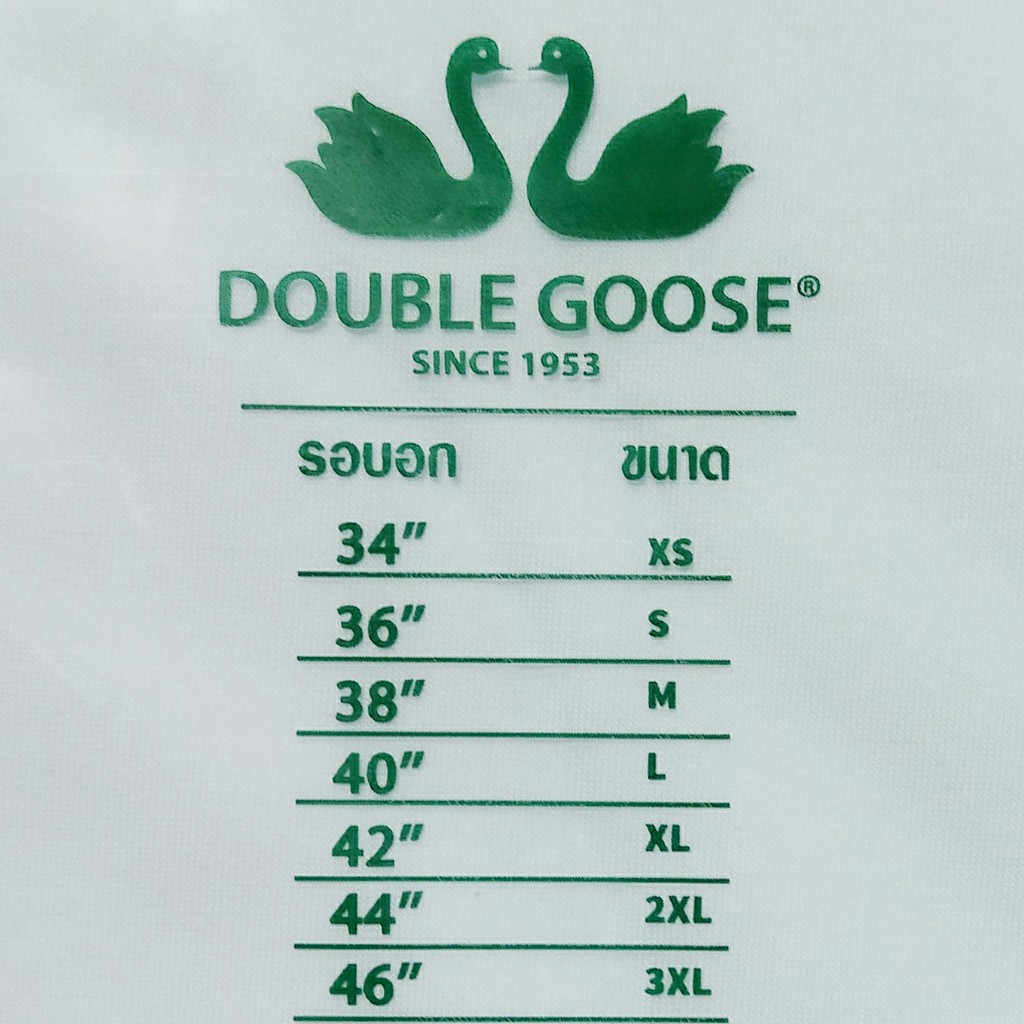 DOUBLE GOOSE®
SINCE 1953
รอบอก ขนาด
34" XS
36" S
38" M
40" L
42" XL
44" 2XL
46" 3XL